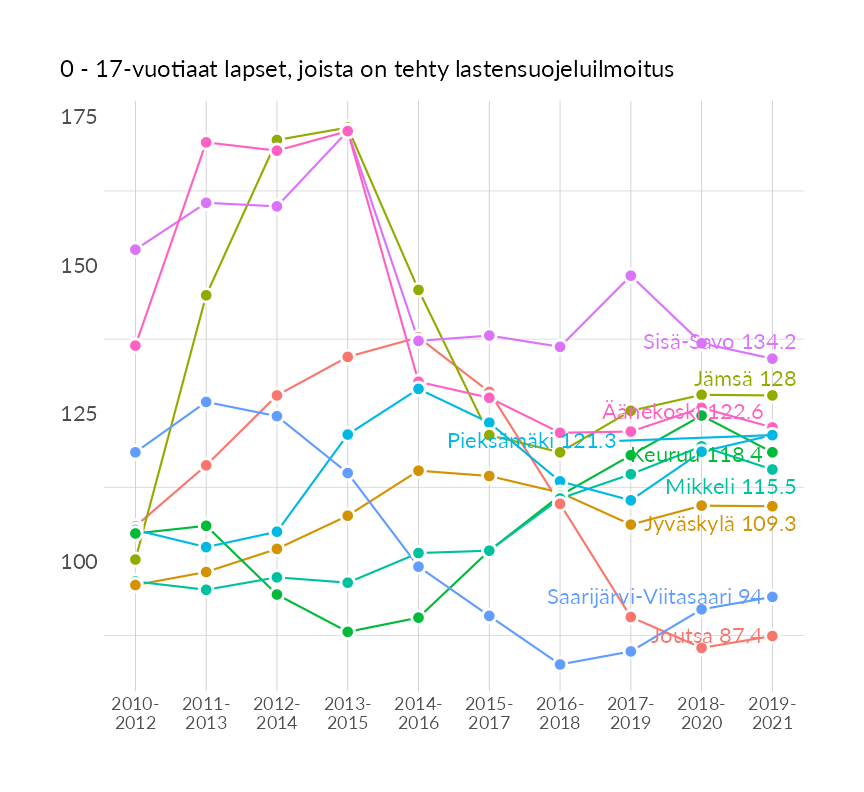 0 - 17-vuotiaat lapset, joista on tehty lastensuojeluilmoitus
175
150
125
100
Sisä-Savo 134.2
Jämsä 128
Äänekoski 122.6
Pieksämäki 121.3
Keuruu 118.4
Mikkeli 115.5
Jyväskylä 109.3
Saarijärvi-Viitasaari 94
Joutsa 87.4
2010- 2011- 2012- 2013- 2014- 2015- 2016- 2017- 2018- 2019-
2012 2013 2014 2015 2016 2017 2018 2019 2020 2021